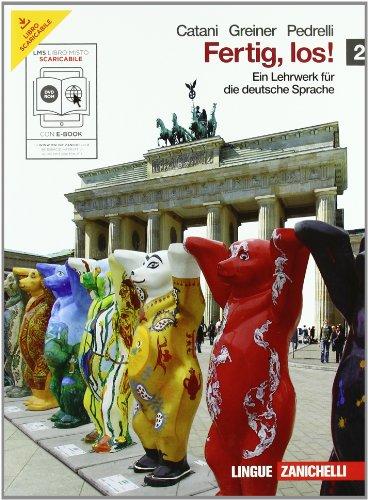 LIBRO
SCARICABILE
LMS LIBRO MISTO
SCARICABILE
DVD
ROM
CON E-BOOK
Catani Greiner Pedrelli
Fertig, los! 2
Ein Lehrwerk für
die deutsche Sprache
LINGUE ZANICHELLI